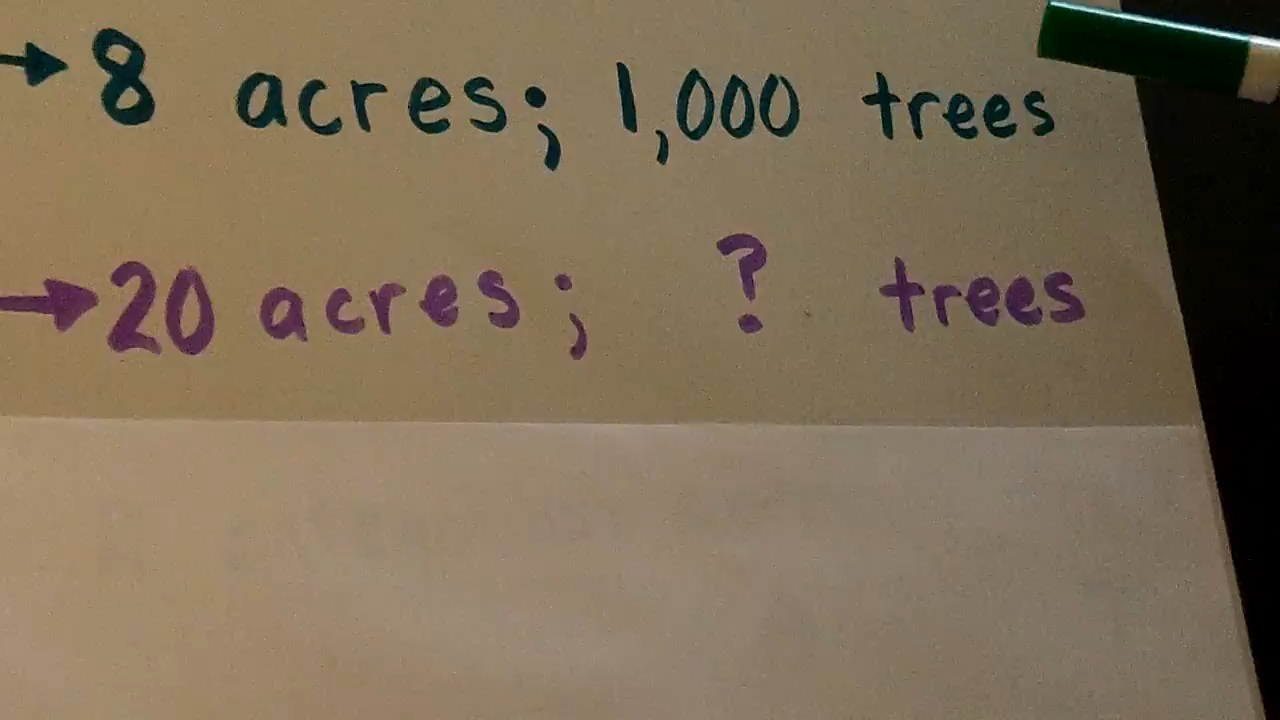 → 8 acres; 1,000 trees
→ 20 acres; ? trees